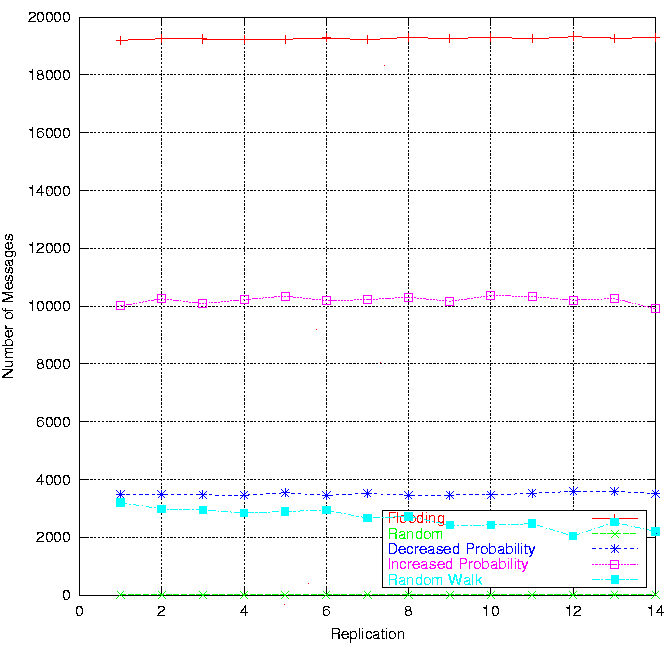 20000
18000
16000
14000
12000
10000
8000
6000
4000
2000
0
Number of Messages
Flooding
Random
Decreased Probability
Increased Probability
Random Walk
0 2 4 6 8 10 12 14
Replication